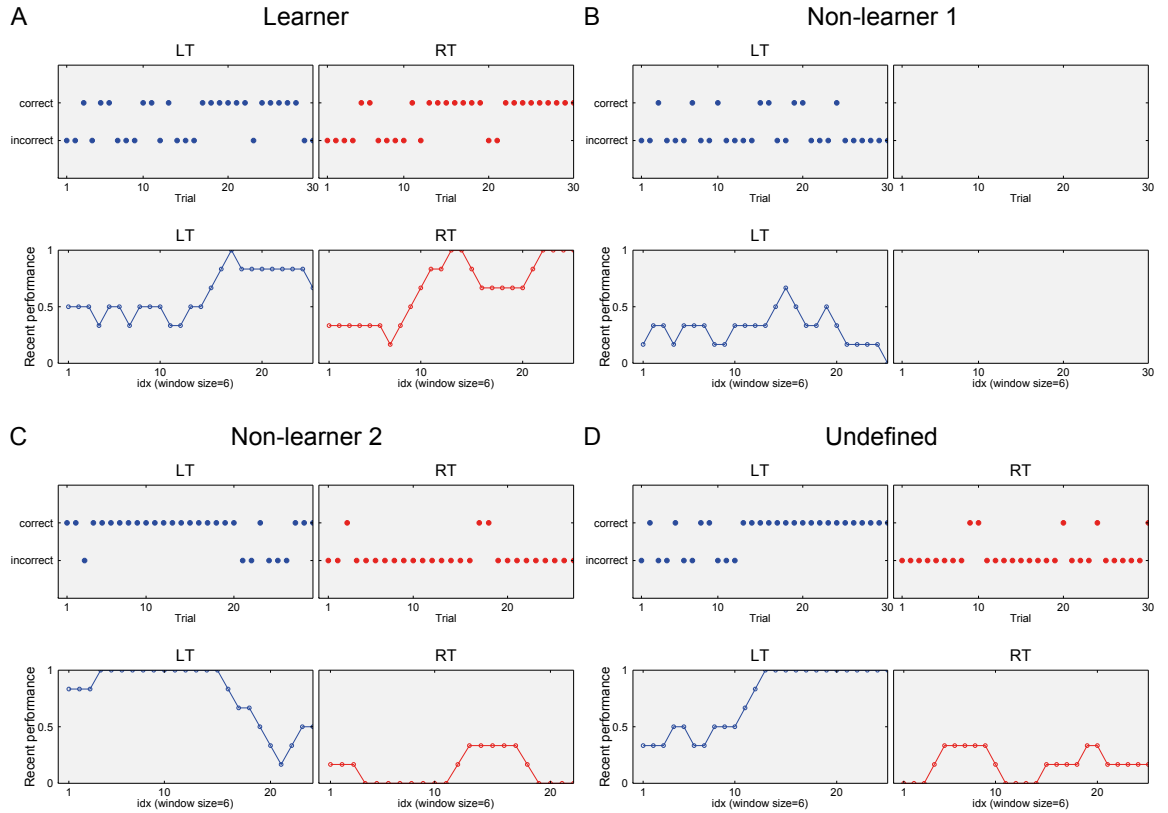 A Learner
LT RT
correct
incorrect
1 10 20 30
Trial
1 10 20 30
Trial
LT RT
Recent performance
1
0.5
0
1 10 20
idx (window size=6)
1 10 20
idx (window size=6)
B Non-learner 1
LT
correct
incorrect
1 10 20 30
Trial
1 10 20 30
Trial
LT
Recent performance
1
0.5
0
1 10 20
idx (window size=6)
1 10 20 30
C Non-learner 2
LT RT
correct
incorrect
1 10 20
Trial
1 10 20
Trial
LT RT
Recent performance
1
0.5
0
1 10 20
idx (window size=6)
1 10 20
idx (window size=6)
D Undefined
LT RT
correct
incorrect
1 10 20 30
Trial
1 10 20 30
Trial
LT RT
Recent performance
1
0.5
0
1 10 20
idx (window size=6)
1 10 20
idx (window size=6)